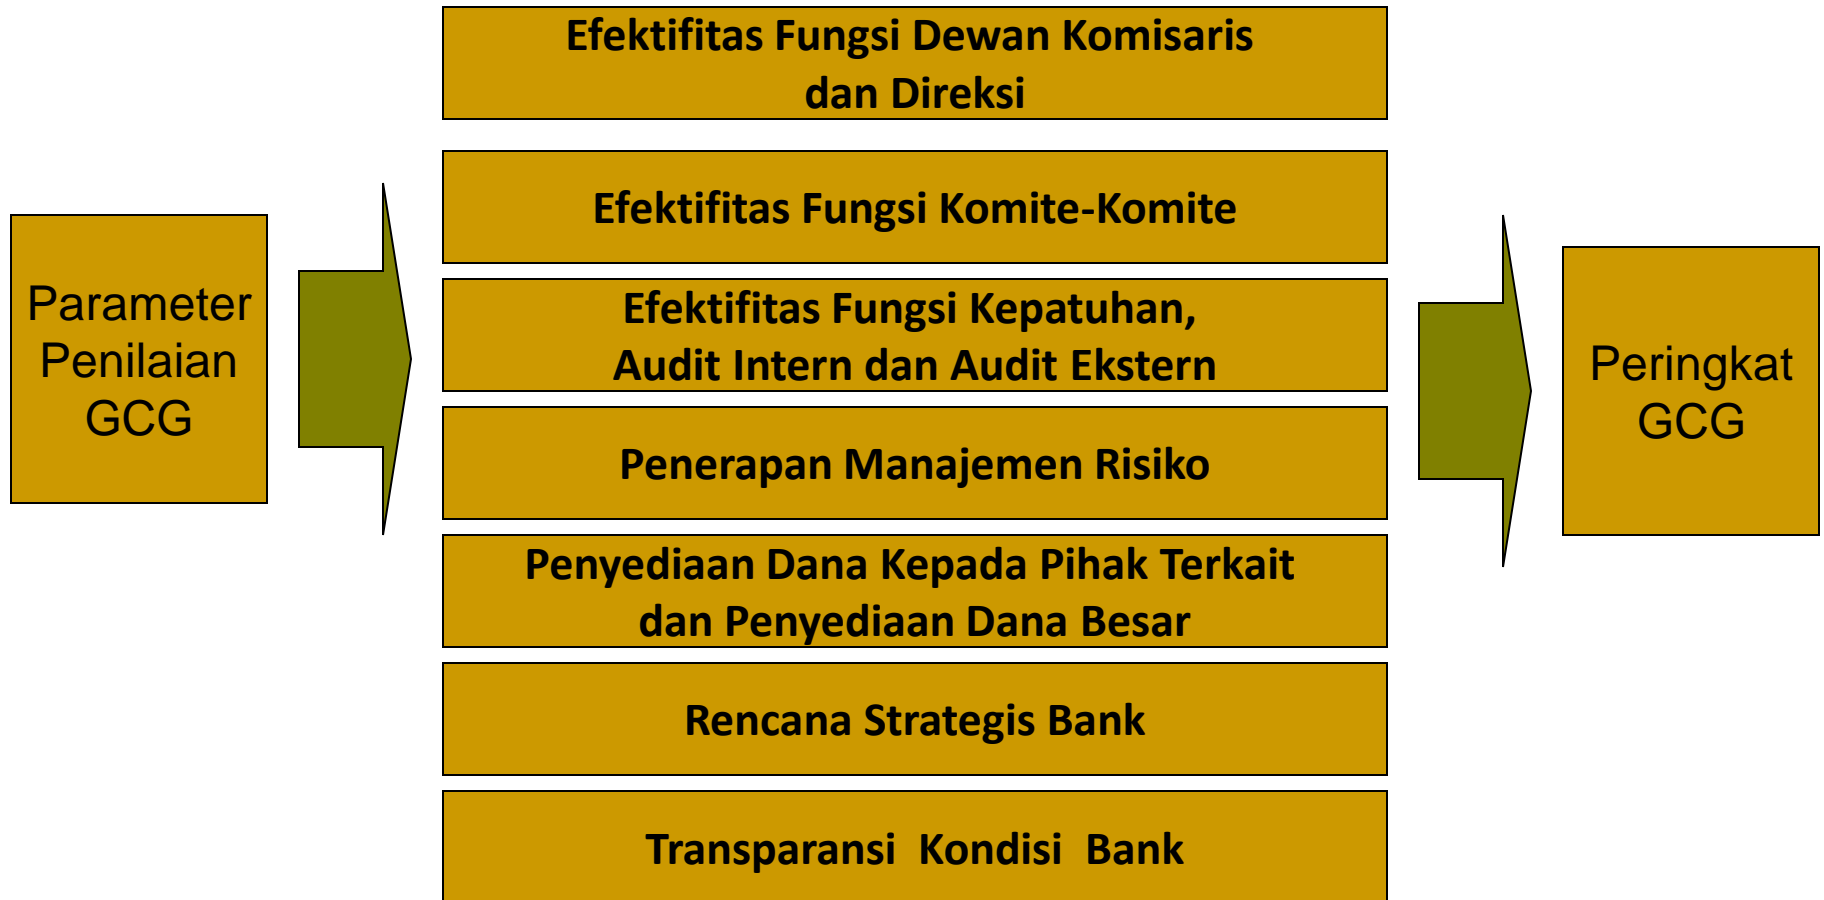 Parameter
Penilaian
GCG
Efektifitas Fungsi Dewan Komisaris
dan Direksi
Efektifitas Fungsi Komite-Komite
Efektifitas Fungsi Kepatuhan,
Audit Intern dan Audit Ekstern
Penerapan Manajemen Risiko
Penyediaan Dana Kepada Pihak Terkait
dan Penyediaan Dana Besar
Rencana Strategis Bank
Transparansi Kondisi Bank
Peringkat
GCG